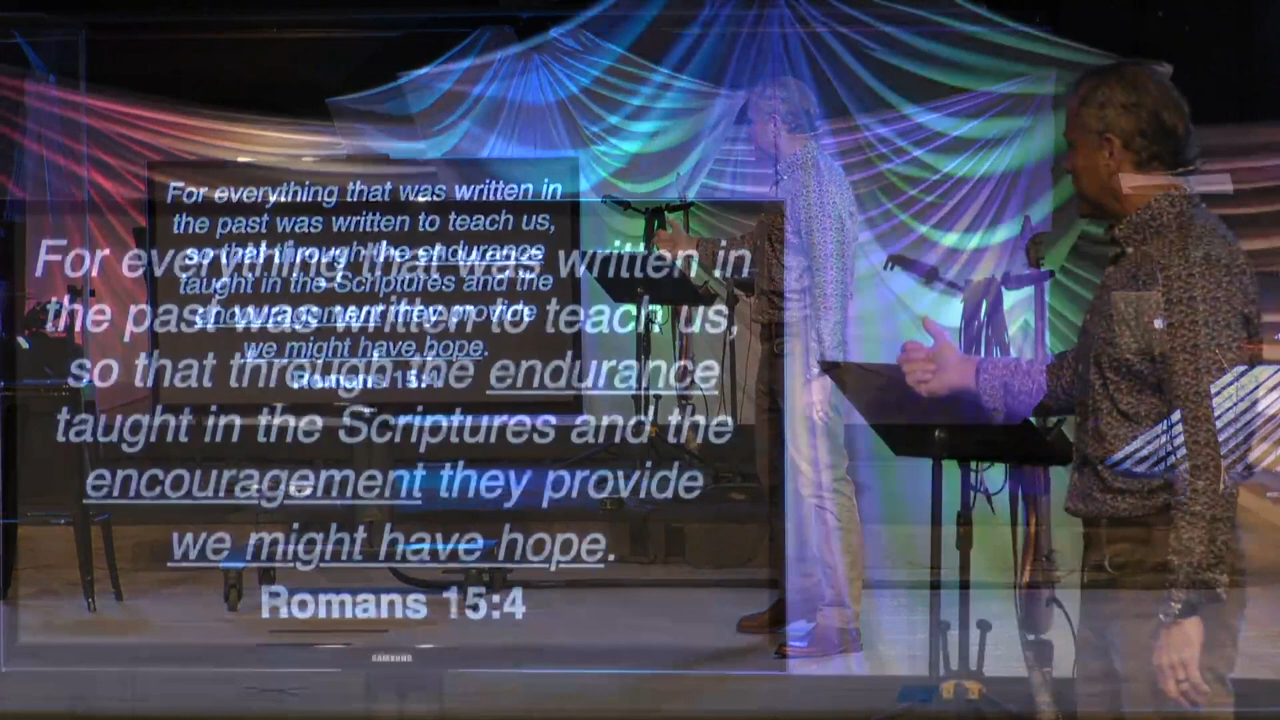 For everything that was written in
the past was written to teach us,
so that through the endurance
taught in the Scriptures and the
encouragement they provide
we might have hope.
Romans 15:4
For everything that was written in
the past was written to teach us,
so that through the endurance
taught in the Scriptures and the
encouragement they provide
we might have hope.
Romans 15:4
SAMSUNG